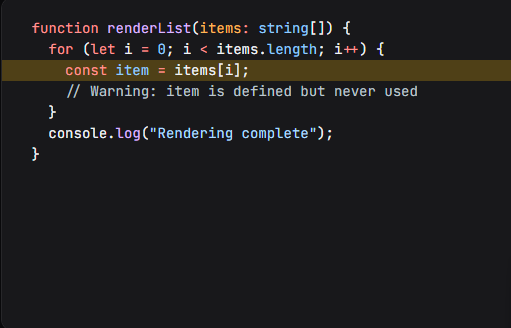 function renderList(items: string[]) {
  for (let i = 0; i < items.length; i++) {
    const item = items[i];
    // Warning: item is defined but never used
  }
  console.log("Rendering complete");
}